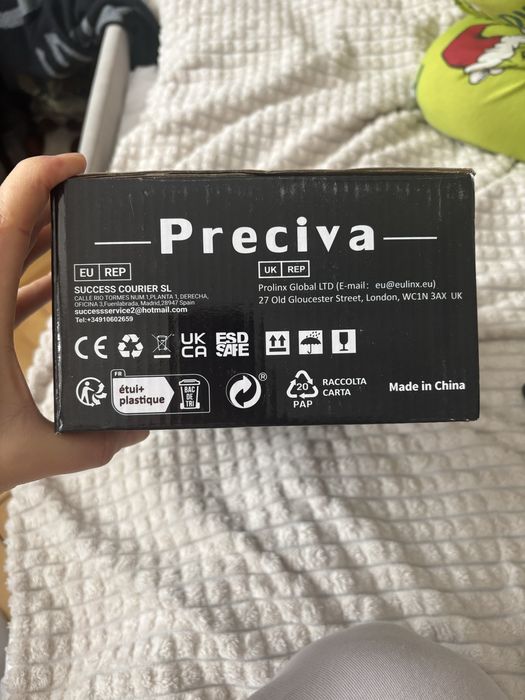 Preciva
EU REP
UK REP
SUCCESS COURIER SL
CALLE RIO TORMES NUM.1,PLANTA 1, DERECHA,
OFICINA 3,Fuenlabrada, Madrid,28947 Spain
successservice2@hotmail.com
Tel:+34910602659
Prolinx Global LTD (E-mail: eu@eulinx.eu)
27 Old Gloucester Street, London, WC1N 3AX UK
CE
UK
CA
ESD
SAFE
FR
étui+
plastique
BAC
DE
TRI
®
20
PAP
RACCOLTA
CARTA
Made in China